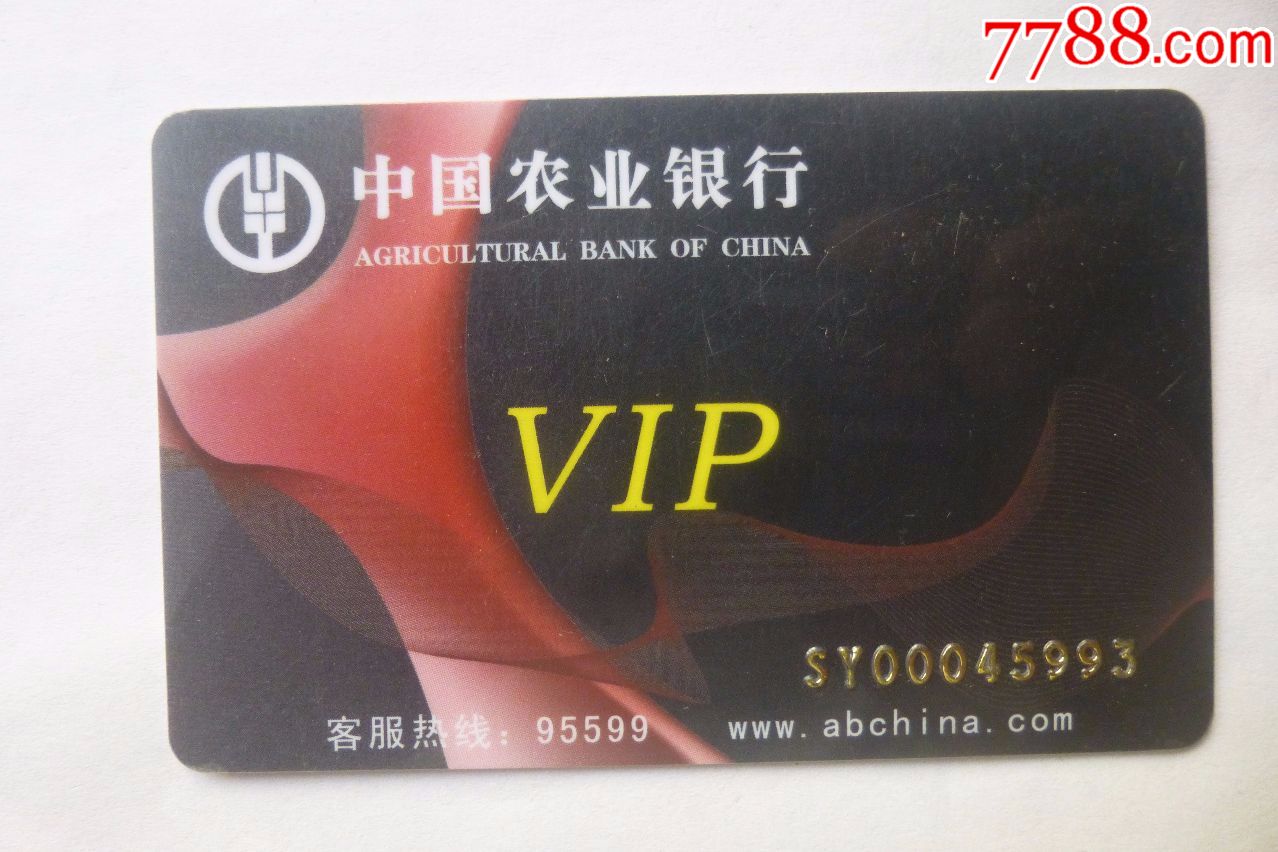 7788.com
中国农业银行
AGRICULTURAL BANK OF CHINA
VIP
SY00045993
客服热线：95599 www.abchina.com